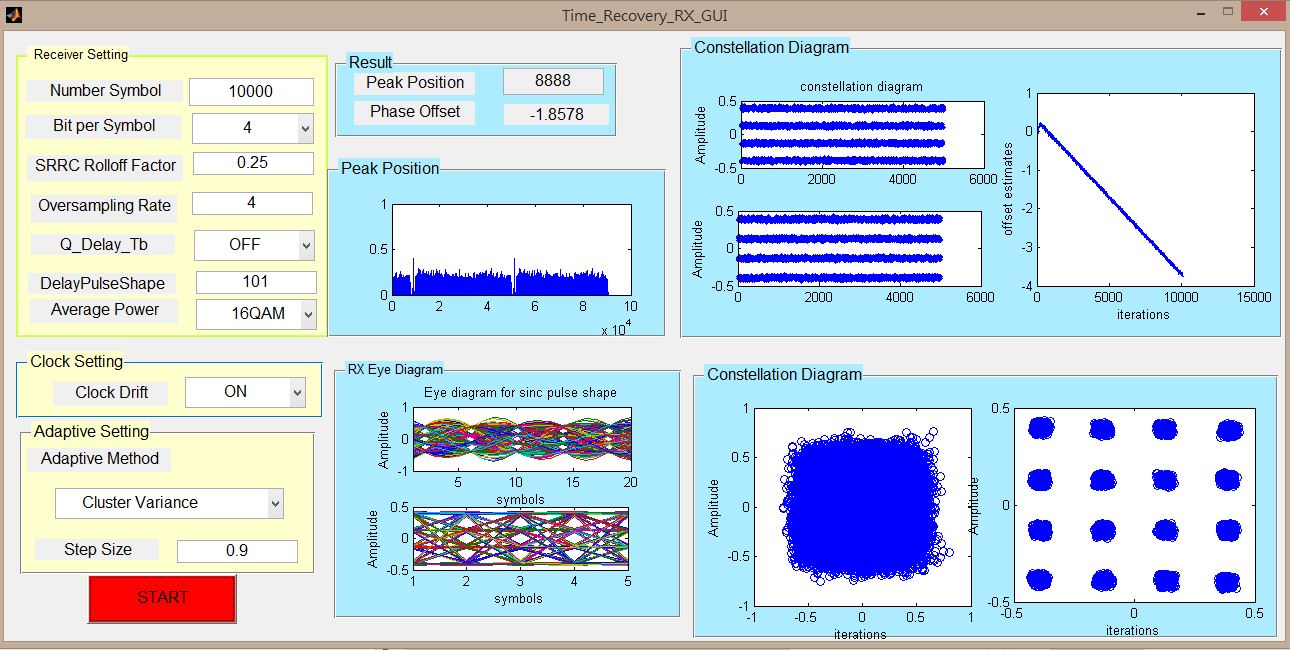 Time_Recovery_RX_GUI
Receiver Setting
Number Symbol 10000
Bit per Symbol 4
SRRC Rolloff Factor 0.25
Oversampling Rate 4
Q_Delay_Tb OFF
DelayPulseShape 101
Average Power 16QAM
Clock Setting
Clock Drift ON
Adaptive Setting
Adaptive Method
Cluster Variance
Step Size 0.9
START
Result
Peak Position 8888
Phase Offset -1.8578
Peak Position
1
0.5
0
0 2 4 6 8 10
x 10^4
RX Eye Diagram
Eye diagram for sinc pulse shape
Amplitude
1
0
-1
5 10 15 20
symbols
Amplitude
0.5
0
-0.5
1 2 3 4 5
symbols
Constellation Diagram
constellation diagram
Amplitude
0.5
0
-0.5
0 2000 4000 6000
Amplitude
0.5
0
-0.5
0 2000 4000 6000
offset estimates
1
0
-1
-2
-3
-4
0 5000 10000 15000
iterations
Constellation Diagram
Amplitude
1
0.5
0
-0.5
-1
-1 -0.5 0 0.5 1
iterations
Amplitude
0.5
0
-0.5
-0.5 0 0.5
iterations